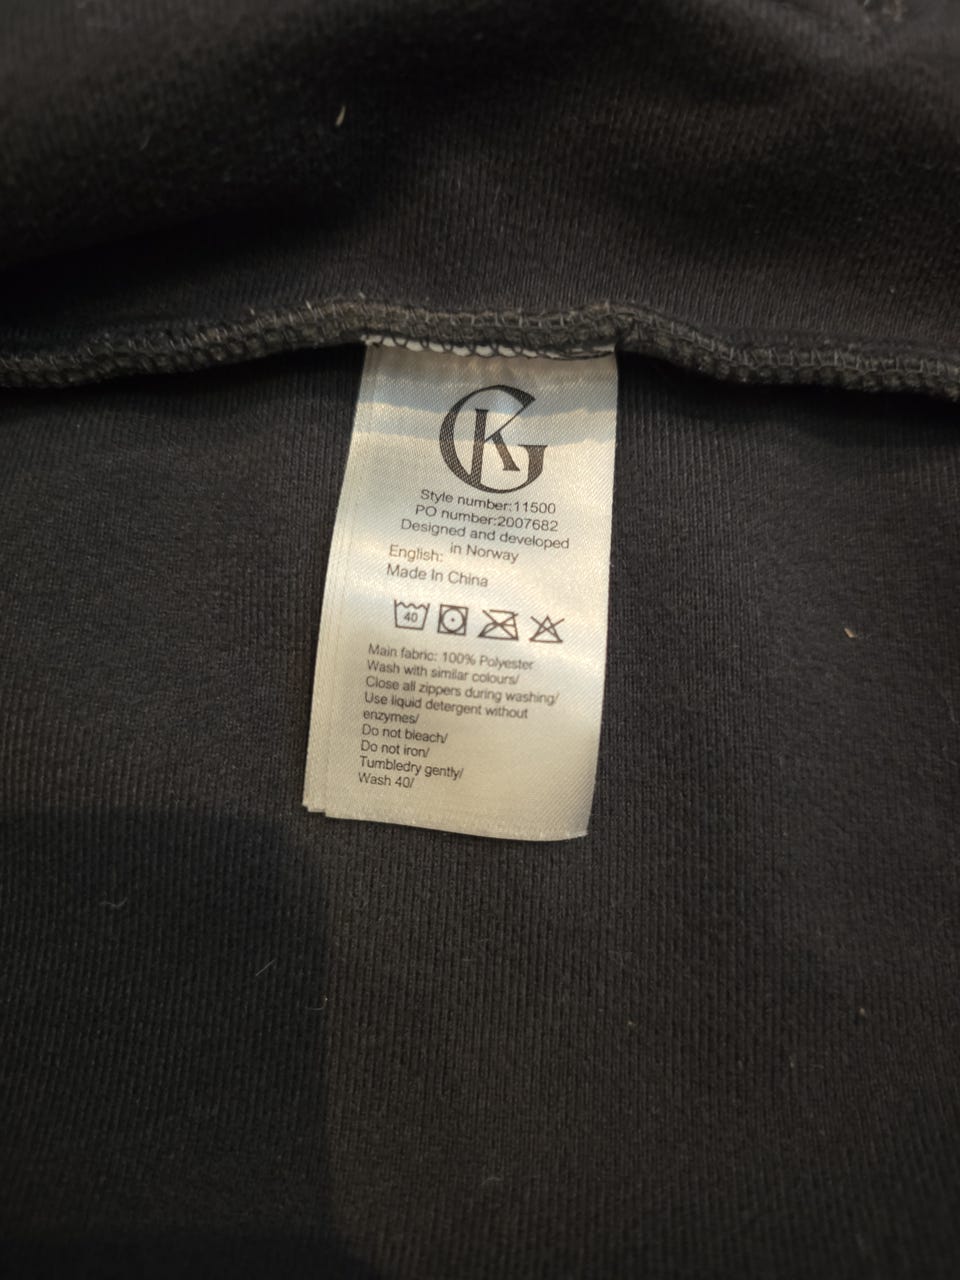 GK
Style number:11500
PO number:2007682
Designed and developed
in Norway
English:
Made In China
40
Main fabric: 100% Polyester
Wash with similar colours/
Close all zippers during washing/
Use liquid detergent without
enzymes/
Do not bleach/
Do not iron/
Tumbledry gently/
Wash 40/